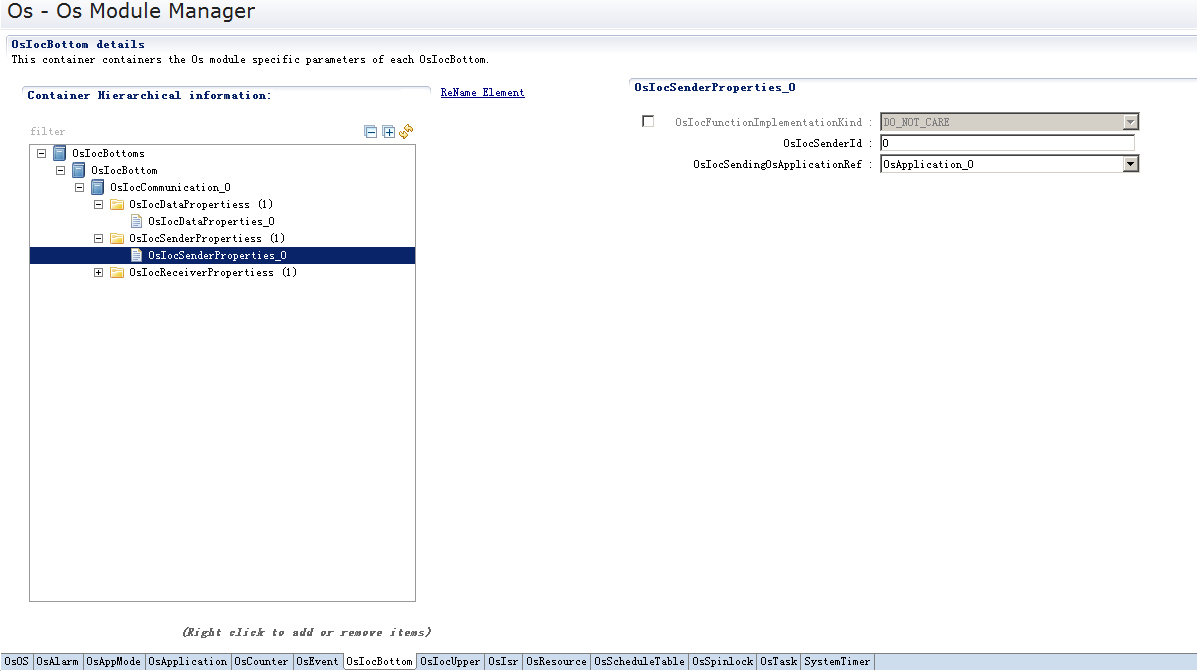 Os - Os Module Manager
OsIocBottom details
This container containers the Os module specific parameters of each OsIocBottom.
Container Hierarchical information:
ReName Element
filter
OsIocBottoms
OsIocBottom
OsIocCommunication_0
OsIocDataPropertiess (1)
OsIocDataProperties_0
OsIocSenderPropertiess (1)
OsIocSenderProperties_0
OsIocReceiverPropertiess (1)
(Right click to add or remove items)
OsIocSenderProperties_0
OsIocFunctionImplementationKind : DO_NOT_CARE
OsIocSenderId : 0
OsIocSendingOsApplicationRef : OsApplication_0
OsOS OsAlarm OsAppMode OsApplication OsCounter OsEvent OsIocBottom OsIocUpper OsIsr OsResource OsScheduleTable OsSpinlock OsTask SystemTimer